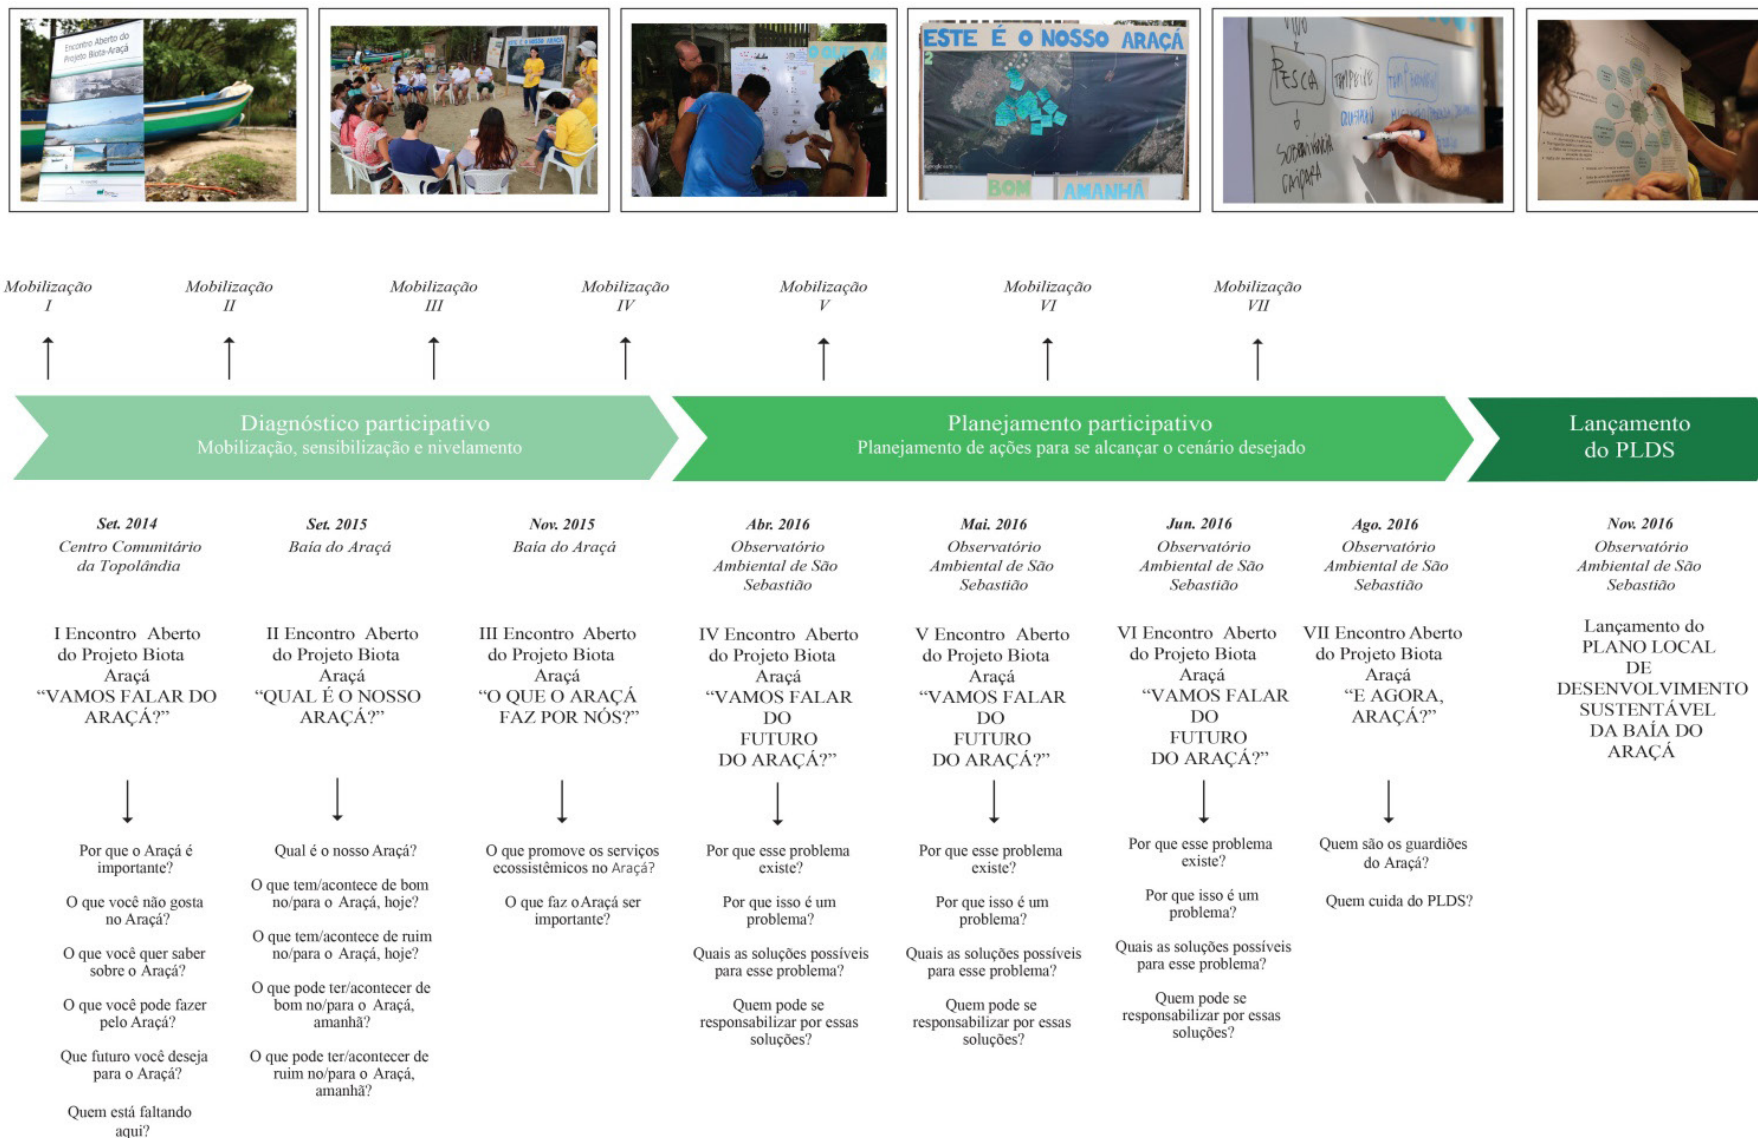 Encontro Aberto do
Projeto Biota-Araçá
ESTE É O NOSSO ARAÇÁ
O QUE O
ESTE É O NOSSO ARAÇÁ
2
BOM
AMANHÃ
PESCA
TEM PEIXE
SUBSISTÊNCIA
CAIÇARA
Mobilização
I
Mobilização
II
Mobilização
III
Mobilização
IV
Mobilização
V
Mobilização
VI
Mobilização
VII
Diagnóstico participativo
Mobilização, sensibilização e nivelamento
Planejamento participativo
Planejamento de ações para se alcançar o cenário desejado
Lançamento
do PLDS
Set. 2014
Centro Comunitário
da Topolândia
I Encontro Aberto
do Projeto Biota
Araçá
“VAMOS FALAR DO
ARAÇÁ?”
Por que o Araçá é
importante?
O que você não gosta
no Araçá?
O que você quer saber
sobre o Araçá?
O que você pode fazer
pelo Araçá?
Que futuro você deseja
para o Araçá?
Quem está faltando
aqui?
Set. 2015
Baía do Araçá
II Encontro Aberto
do Projeto Biota
Araçá
“QUAL É O NOSSO
ARAÇÁ?”
Qual é o nosso Araçá?
O que tem/acontece de bom
no/para o Araçá, hoje?
O que tem/acontece de ruim
no/para o Araçá, hoje?
O que pode ter/acontecer de
bom no/para o Araçá,
amanhã?
O que pode ter/acontecer de
ruim no/para o Araçá,
amanhã?
Nov. 2015
Baía do Araçá
III Encontro Aberto
do Projeto Biota
Araçá
“O QUE O ARAÇÁ
FAZ POR NÓS?”
O que promove os serviços
ecossistêmicos no Araçá?
O que faz o Araçá ser
importante?
Abr. 2016
Observatório
Ambiental de São
Sebastião
IV Encontro Aberto
do Projeto Biota
Araçá
“VAMOS FALAR
DO
FUTURO
DO ARAÇÁ?”
Por que esse problema
existe?
Por que isso é um
problema?
Quais as soluções possíveis
para esse problema?
Quem pode se
responsabilizar por essas
soluções?
Mai. 2016
Observatório
Ambiental de São
Sebastião
V Encontro Aberto
do Projeto Biota
Araçá
“VAMOS FALAR
DO
FUTURO
DO ARAÇÁ?”
Por que esse problema
existe?
Por que isso é um
problema?
Quais as soluções possíveis
para esse problema?
Quem pode se
responsabilizar por essas
soluções?
Jun. 2016
Observatório
Ambiental de São
Sebastião
VI Encontro Aberto
do Projeto Biota
Araçá
“VAMOS FALAR
DO
FUTURO
DO ARAÇÁ?”
Por que esse problema
existe?
Por que isso é um
problema?
Quais as soluções possíveis
para esse problema?
Quem pode se
responsabilizar por essas
soluções?
Ago. 2016
Observatório
Ambiental de São
Sebastião
VII Encontro Aberto
do Projeto Biota
Araçá
“E AGORA,
ARAÇÁ?”
Quem são os guardiões
do Araçá?
Quem cuida do PLDS?
Nov. 2016
Observatório
Ambiental de São
Sebastião
Lançamento do
PLANO LOCAL
DE
DESENVOLVIMENTO
SUSTENTÁVEL
DA BAÍA DO
ARAÇÁ